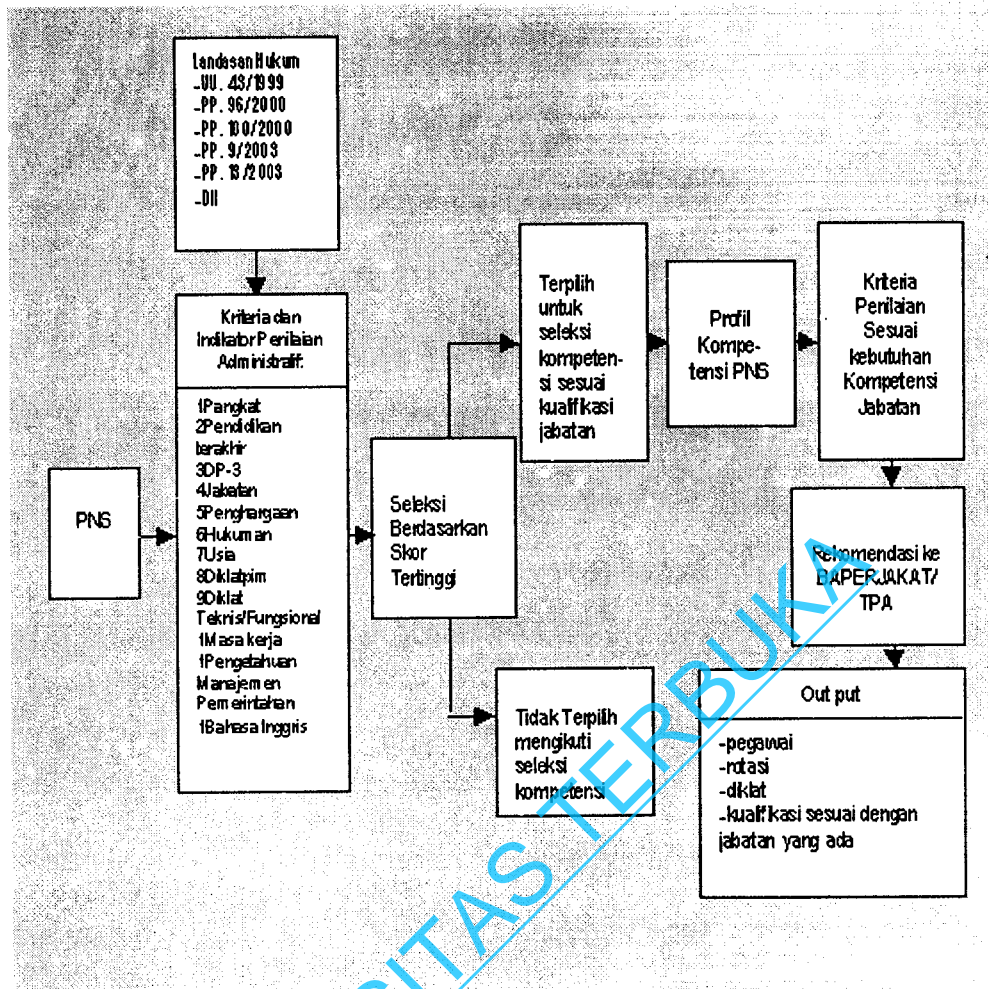 Landasan Hukum
-UU. 43/1999
-PP. 96/2000
-PP. 100/2000
-PP. 9/2003
-PP. 13/2003
-Dll
Kriteria dan
Indikator Penilaian
Administratif:
1Pangkat
2Pendidikan
terakhir
3DP-3
4Jabatan
5Penghargaan
6Hukuman
7Usia
8Diklatpim
9Diklat
Teknis/Fungsional
1Masa kerja
1Pengetahuan
Manajemen
Pemerintahan
1Bahasa Inggris
PNS
Seleksi
Berdasarkan
Skor
Tertinggi
Terpilih
untuk
seleksi
kompeten-
si sesuai
kualifikasi
jabatan
Profil
Kompe-
tensi PNS
Kriteria
Penilaian
Sesuai
kebutuhan
Kompetensi
Jabatan
Rekomendasi ke
BAPERJAKAT/
TPA
Tidak Terpilih
mengikuti
seleksi
kompetensi
Out put
-pegawai
-rotasi
-diklat
-kualifikasi sesuai dengan
jabatan yang ada
SITAS TERBUKA